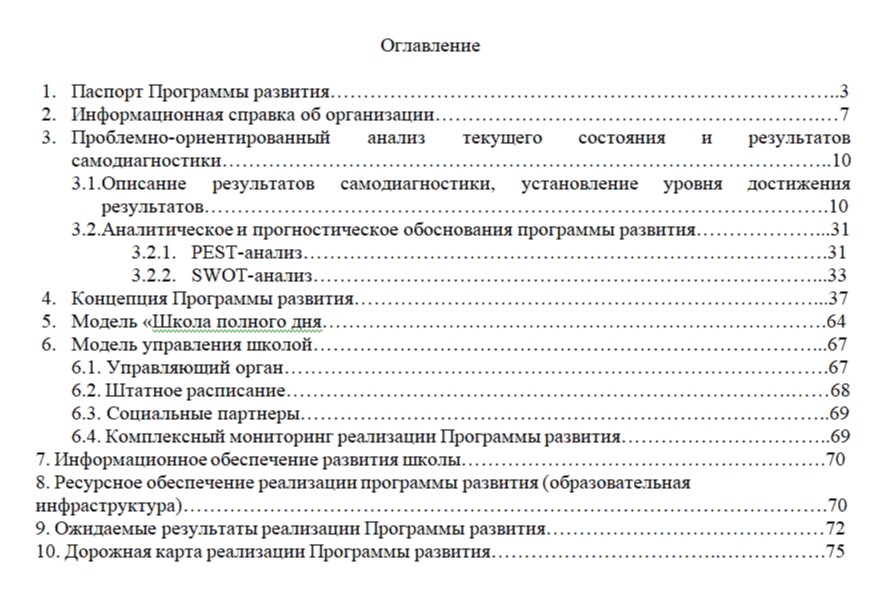 Оглавление
1. Паспорт Программы развития…………………………………………………………………..3
2. Информационная справка об организации……………………………………………………7
3. Проблемно-ориентированный анализ текущего состояния и результатов
самодиагностики………………………………………………………………………………..10
3.1.Описание результатов самодиагностики, установление уровня достижения
результатов…………………………………………………………………………………10
3.2.Аналитическое и прогностическое обоснования программы развития………………...31
3.2.1. PEST-анализ……………………………………………………………………31
3.2.2. SWOT-анализ…………………………………………………………………..33
4. Концепция Программы развития……………………………………………………………...37
5. Модель «Школа полного дня…………………………………………………………………64
6. Модель управления школой…………………………………………………………………..67
6.1. Управляющий орган………………………………………………………………………67
6.2. Штатное расписание……………………………………………………………………..68
6.3. Социальные партнеры……………………………………………………………………..69
6.4. Комплексный мониторинг реализации Программы развития…………………………..69
7. Информационное обеспечение развития школы………………………………………………70
8. Ресурсное обеспечение реализации программы развития (образовательная
инфраструктура)……………………………………………………………………………………70
9. Ожидаемые результаты реализации Программы развития……………………………………72
10. Дорожная карта реализации Программы развития……………………………..……………75